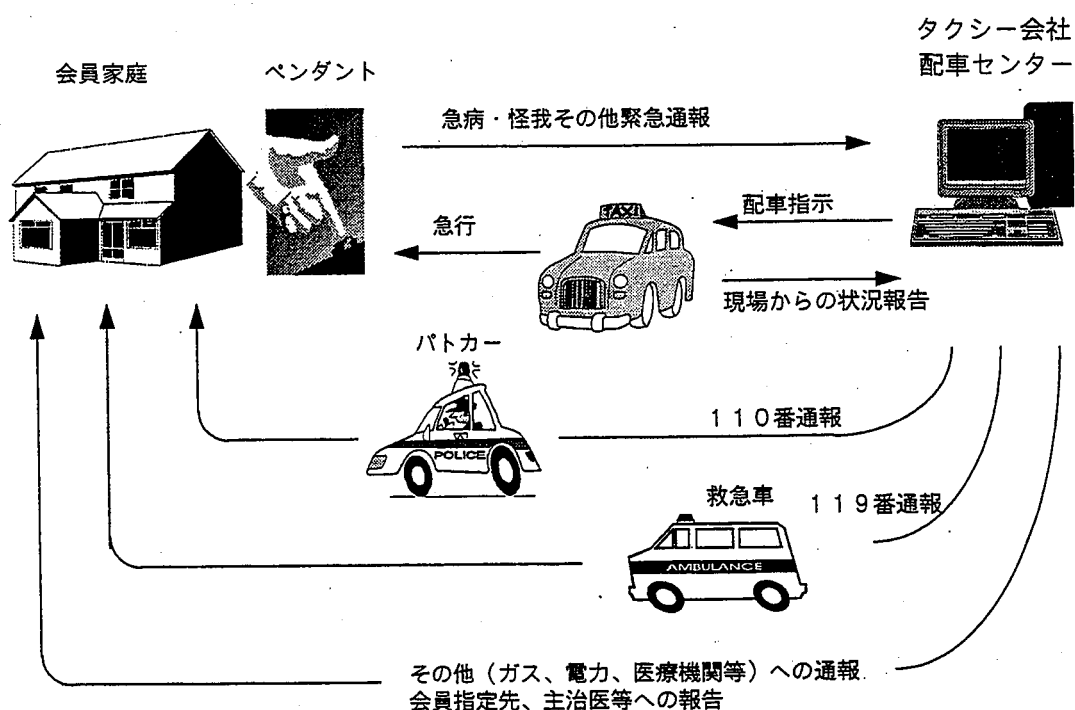 タクシー会社
配車センター
会員家庭
ペンダント
急病・怪我その他緊急通報
配車指示
TAXI
急行
現場からの状況報告
パトカー
POLICE
110番通報
救急車
119番通報
AMBULANCE
その他（ガス、電力、医療機関等）への通報
会員指定先、主治医等への報告